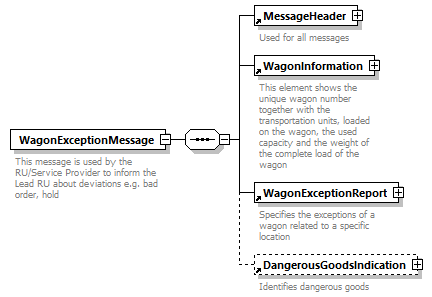 MessageHeader
Used for all messages
WagonInformation
This element shows the
unique wagon number
together with the
transportation units, loaded
on the wagon, the used
capacity and the weight of
the complete load of the
wagon
WagonExceptionMessage
This message is used by the
RU/Service Provider to inform the
Lead RU about deviations e.g. bad
order, hold
WagonExceptionReport
Specifies the exceptions of a
wagon related to a specific
location
DangerousGoodsIndication
Identifies dangerous goods